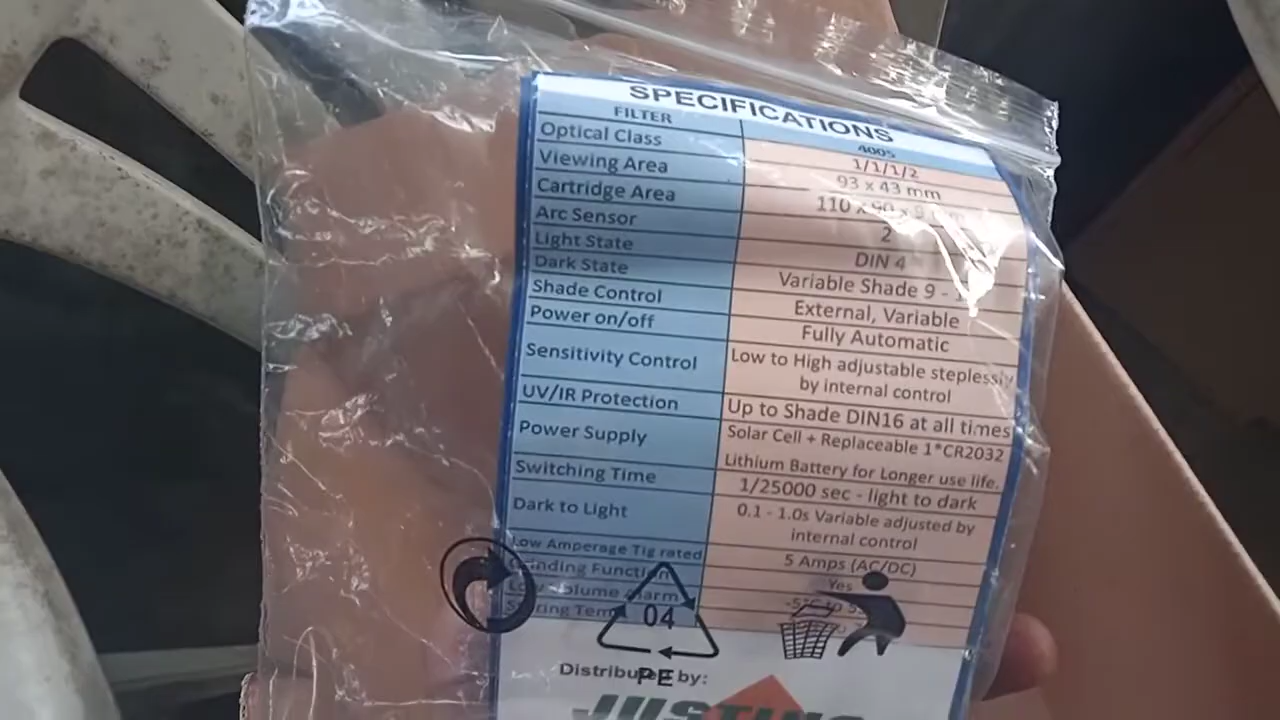 SPECIFICATIONS
FILTER 4005
Optical Class 1/1/1/2
Viewing Area 93 x 43 mm
Cartridge Area 110 x 90 x
Arc Sensor 2
Light State DIN 4
Dark State Variable Shade 9 -
Shade Control External, Variable
Power on/off Fully Automatic
Sensitivity Control Low to High adjustable steplessly
by internal control
UV/IR Protection Up to Shade DIN16 at all times
Power Supply Solar Cell + Replaceable 1*CR2032
Lithium Battery for Longer use life.
Switching Time 1/25000 sec - light to dark
Dark to Light 0.1 - 1.0s Variable adjusted by
internal control
Low Amperage Tig rated 5 Amps (AC/DC)
Grinding Function Yes
04
Distributed by:
PE